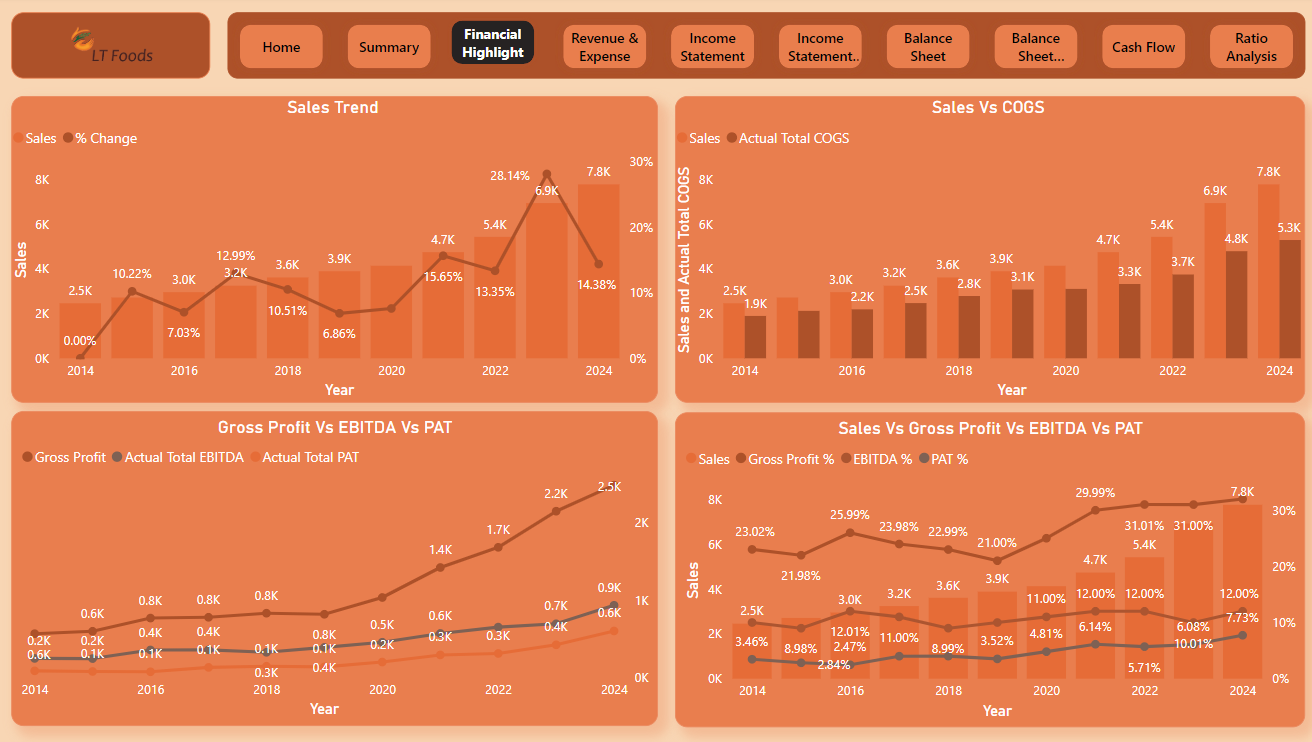 LT Foods
Home
Summary
Financial
Highlight
Revenue &
Expense
Income
Statement
Income
Statement..
Balance
Sheet
Balance
Sheet...
Cash Flow
Ratio
Analysis
Sales Trend
Sales % Change
30%
28.14%
7.8K
8K
6.9K
6K
5.4K
20%
4.7K
12.99%
3.9K
Sales
4K
10.22%
3.2K
3.6K
3.0K
15.65%
14.38%
2.5K
13.35%
10%
2K
10.51%
7.03%
6.86%
0.00%
0K
0%
2014 2016 2018 2020 2022 2024
Year
Sales Vs COGS
Sales Actual Total COGS
Sales and Actual Total COGS
8K
7.8K
6.9K
6K
5.4K
5.3K
4.7K
4.8K
4K
3.9K
3.7K
3.6K
3.3K
3.2K
3.1K
3.0K
2.8K
2.5K
2.5K
2.2K
1.9K
2K
0K
2014 2016 2018 2020 2022 2024
Year
Gross Profit Vs EBITDA Vs PAT
Gross Profit Actual Total EBITDA Actual Total PAT
2.5K
2.2K
2K
1.7K
1.4K
1K
0.9K
0.8K 0.8K 0.8K
0.6K
0.7K
0.6K
0.6K
0.5K
0.4K 0.4K
0.8K
0.4K
0.2K 0.2K
0.3K 0.3K
0.2K
0.6K 0.1K 0.1K 0.1K 0.1K 0.1K
0.4K
0.3K
0K
2014 2016 2018 2020 2022 2024
Year
Sales Vs Gross Profit Vs EBITDA Vs PAT
Sales Gross Profit % EBITDA % PAT %
8K
29.99%
7.8K
30%
25.99%
23.02%
23.98%
22.99%
31.01%
31.00%
21.00%
6K
5.4K
21.98%
20%
4.7K
4K
3.9K
3.6K
Sales
3.2K
3.0K
2.5K
11.00%
12.00%
12.00%
12.00%
10%
2K
3.46%
12.01%
11.00%
3.52%
4.81%
6.14%
6.08%
7.73%
8.98%
2.47%
8.99%
10.01%
2.84%
5.71%
0K
0%
2014 2016 2018 2020 2022 2024
Year